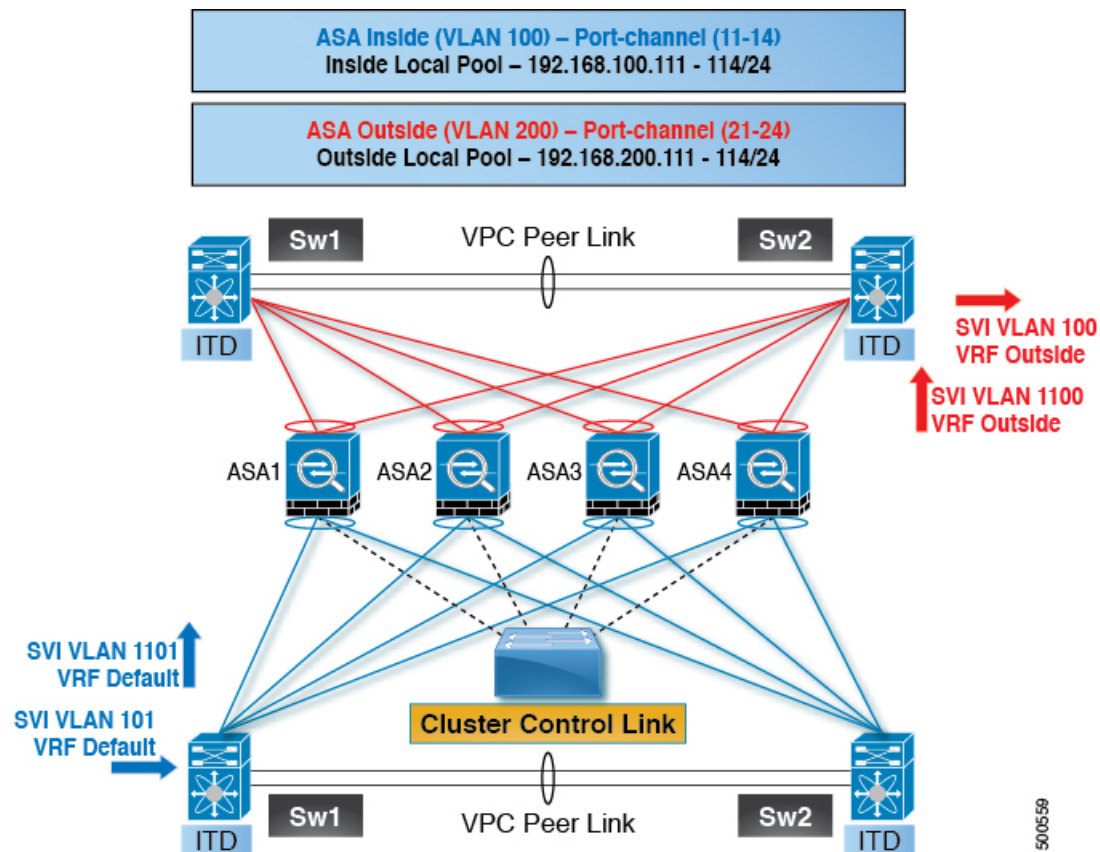 ASA Inside (VLAN 100) – Port-channel (11-14)
Inside Local Pool – 192.168.100.111 - 114/24
ASA Outside (VLAN 200) – Port-channel (21-24)
Outside Local Pool – 192.168.200.111 - 114/24
Sw1
VPC Peer Link
Sw2
ITD
ITD
SVI VLAN 100
VRF Outside
SVI VLAN 1100
VRF Outside
ASA1
ASA2
ASA3
ASA4
SVI VLAN 1101
VRF Default
SVI VLAN 101
VRF Default
Cluster Control Link
Sw1
VPC Peer Link
Sw2
ITD
ITD
500559